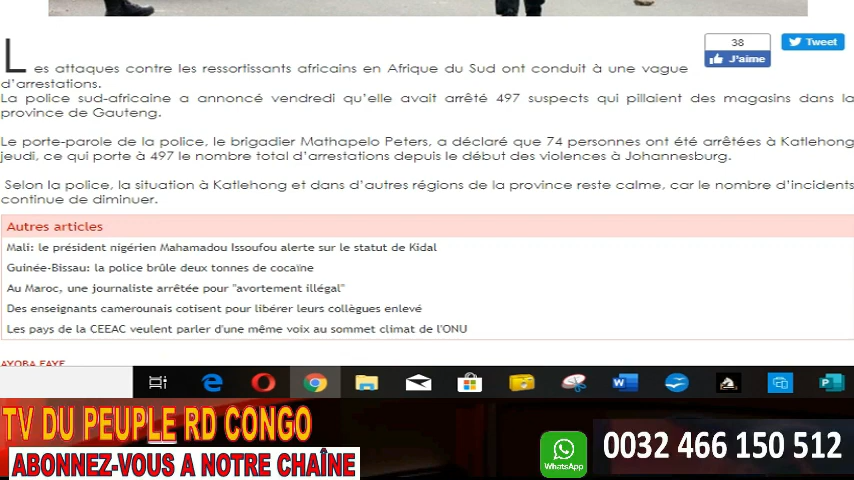 38
J'aime
Tweet
Les attaques contre les ressortissants africains en Afrique du Sud ont conduit à une vague
d'arrestations.
La police sud-africaine a annoncé vendredi qu'elle avait arrêté 497 suspects qui pillaient des magasins dans la
province de Gauteng.
Le porte-parole de la police, le brigadier Mathapelo Peters, a déclaré que 74 personnes ont été arrêtées à Katlehong
jeudi, ce qui porte à 497 le nombre total d'arrestations depuis le début des violences à Johannesburg.
Selon la police, la situation à Katlehong et dans d'autres régions de la province reste calme, car le nombre d'incidents
continue de diminuer.
Autres articles
Mali: le président nigérien Mahamadou Issoufou alerte sur le statut de Kidal
Guinée-Bissau: la police brûle deux tonnes de cocaïne
Au Maroc, une journaliste arrêtée pour "avortement illégal"
Des enseignants camerounais cotisent pour libérer leurs collègues enlevé
Les pays de la CEEAC veulent parler d'une même voix au sommet climat de l'ONU
AYOBA FAYE
TV DU PEUPLE RD CONGO
ABONNEZ-VOUS A NOTRE CHAÎNE
WhatsApp
0032 466 150 512